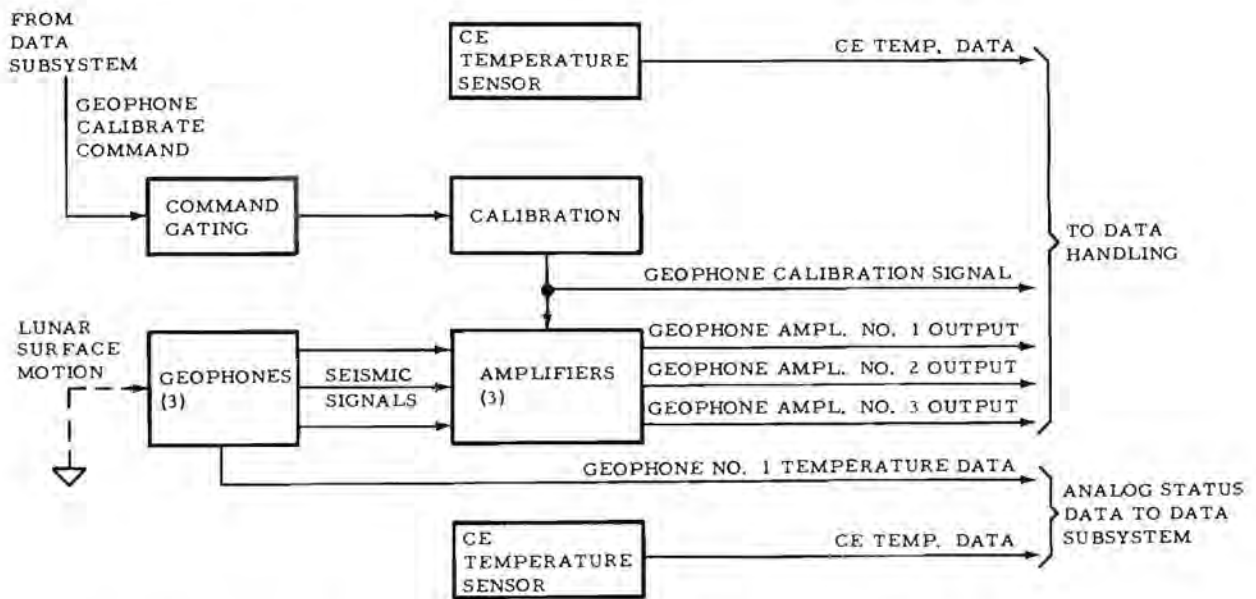 FROM
DATA
SUBSYSTEM
GEOPHONE
CALIBRATE
COMMAND
CE
TEMPERATURE
SENSOR
CE TEMP. DATA
COMMAND
GATING
CALIBRATION
TO DATA
HANDLING
GEOPHONE CALIBRATION SIGNAL
LUNAR
SURFACE
MOTION
GEOPHONES
(3)
SEISMIC
SIGNALS
AMPLIFIERS
(3)
GEOPHONE AMPL. NO. 1 OUTPUT
GEOPHONE AMPL. NO. 2 OUTPUT
GEOPHONE AMPL. NO. 3 OUTPUT
GEOPHONE NO. 1 TEMPERATURE DATA
CE
TEMPERATURE
SENSOR
CE TEMP. DATA
ANALOG STATUS
DATA TO DATA
SUBSYSTEM